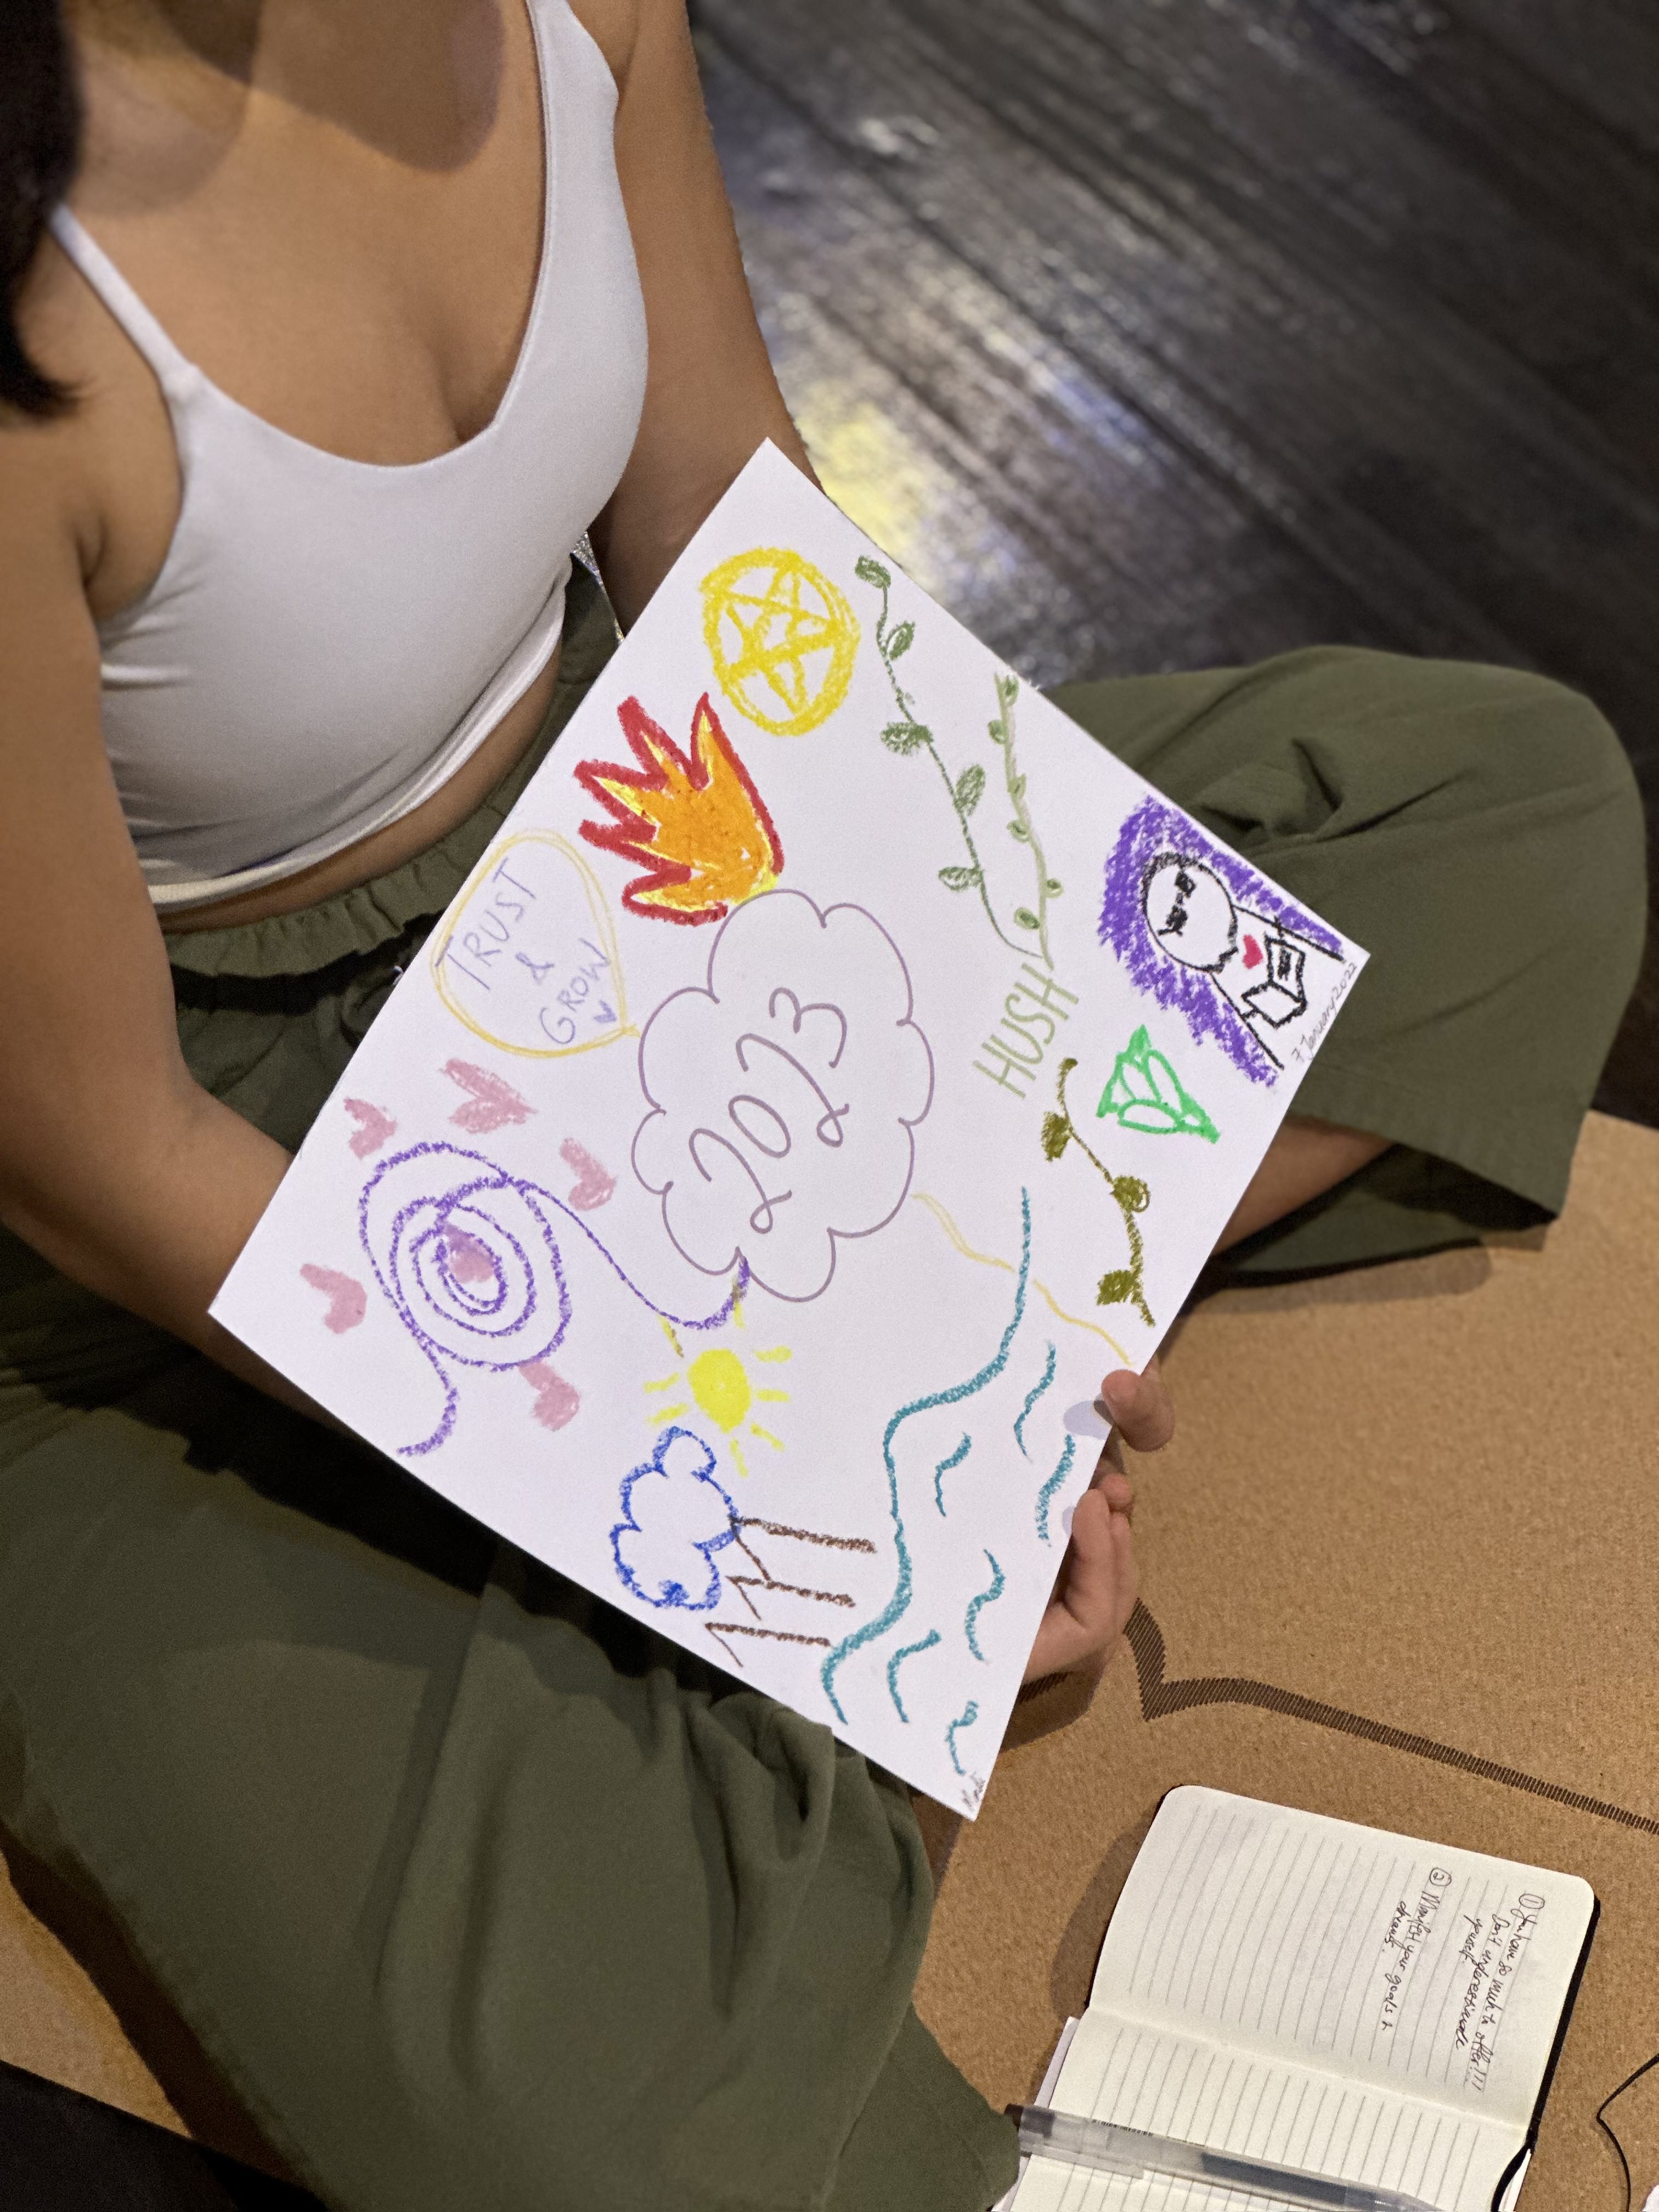 TRUST
&
GROW
2023
HUSH
7 January 2022
① You have so much to offer!!!
Don't underestimate
yourself.
② Manifest your goals &
dreams.